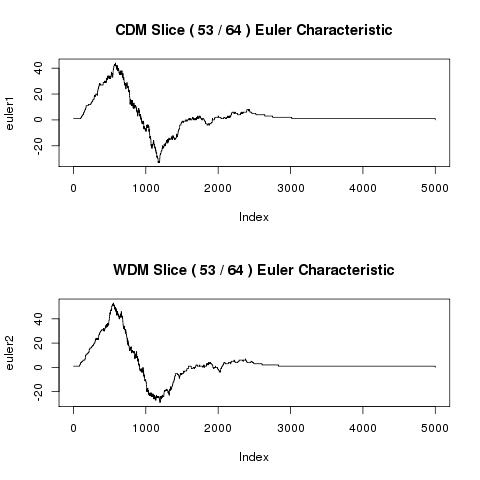 CDM Slice ( 53 / 64 ) Euler Characteristic
euler1
40
20
0
-20
0 1000 2000 3000 4000 5000
Index
WDM Slice ( 53 / 64 ) Euler Characteristic
euler2
40
20
0
-20
0 1000 2000 3000 4000 5000
Index